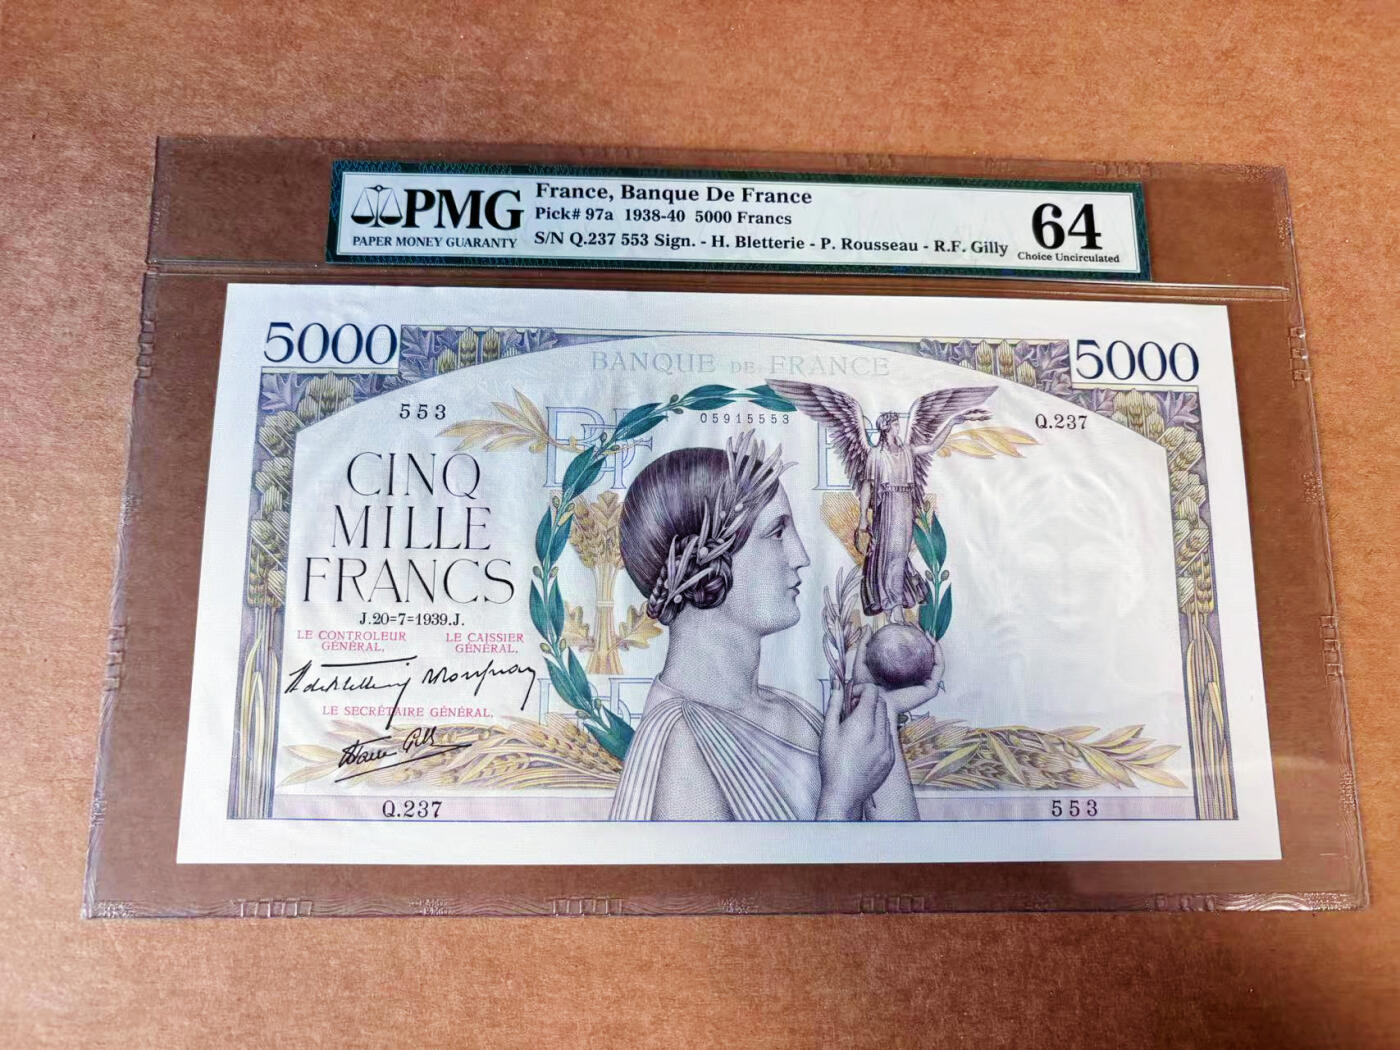 PMG
PAPER MONEY GUARANTY
France, Banque De France
Pick# 97a 1938-40 5000 Francs
S/N Q.237 553 Sign. - H. Bletterie - P. Rousseau - R.F. Gilly
64
Choice Uncirculated
5000
5000
BANQUE DE FRANCE
553
05915553
Q.237
CINQ
MILLE
FRANCS
J.20=7=1939.J.
LE CONTROLEUR
GÉNÉRAL,
LE CAISSIER
GÉNÉRAL,
LE SECRÉTAIRE GÉNÉRAL,
Q.237
553